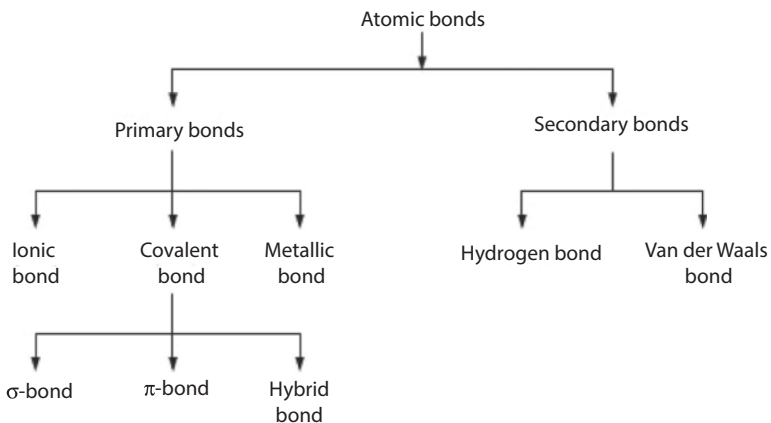 Atomic bonds
Primary bonds
Secondary bonds
Ionic
bond
Covalent
bond
Metallic
bond
Hydrogen bond
Van der Waals
bond
σ-bond
π-bond
Hybrid
bond